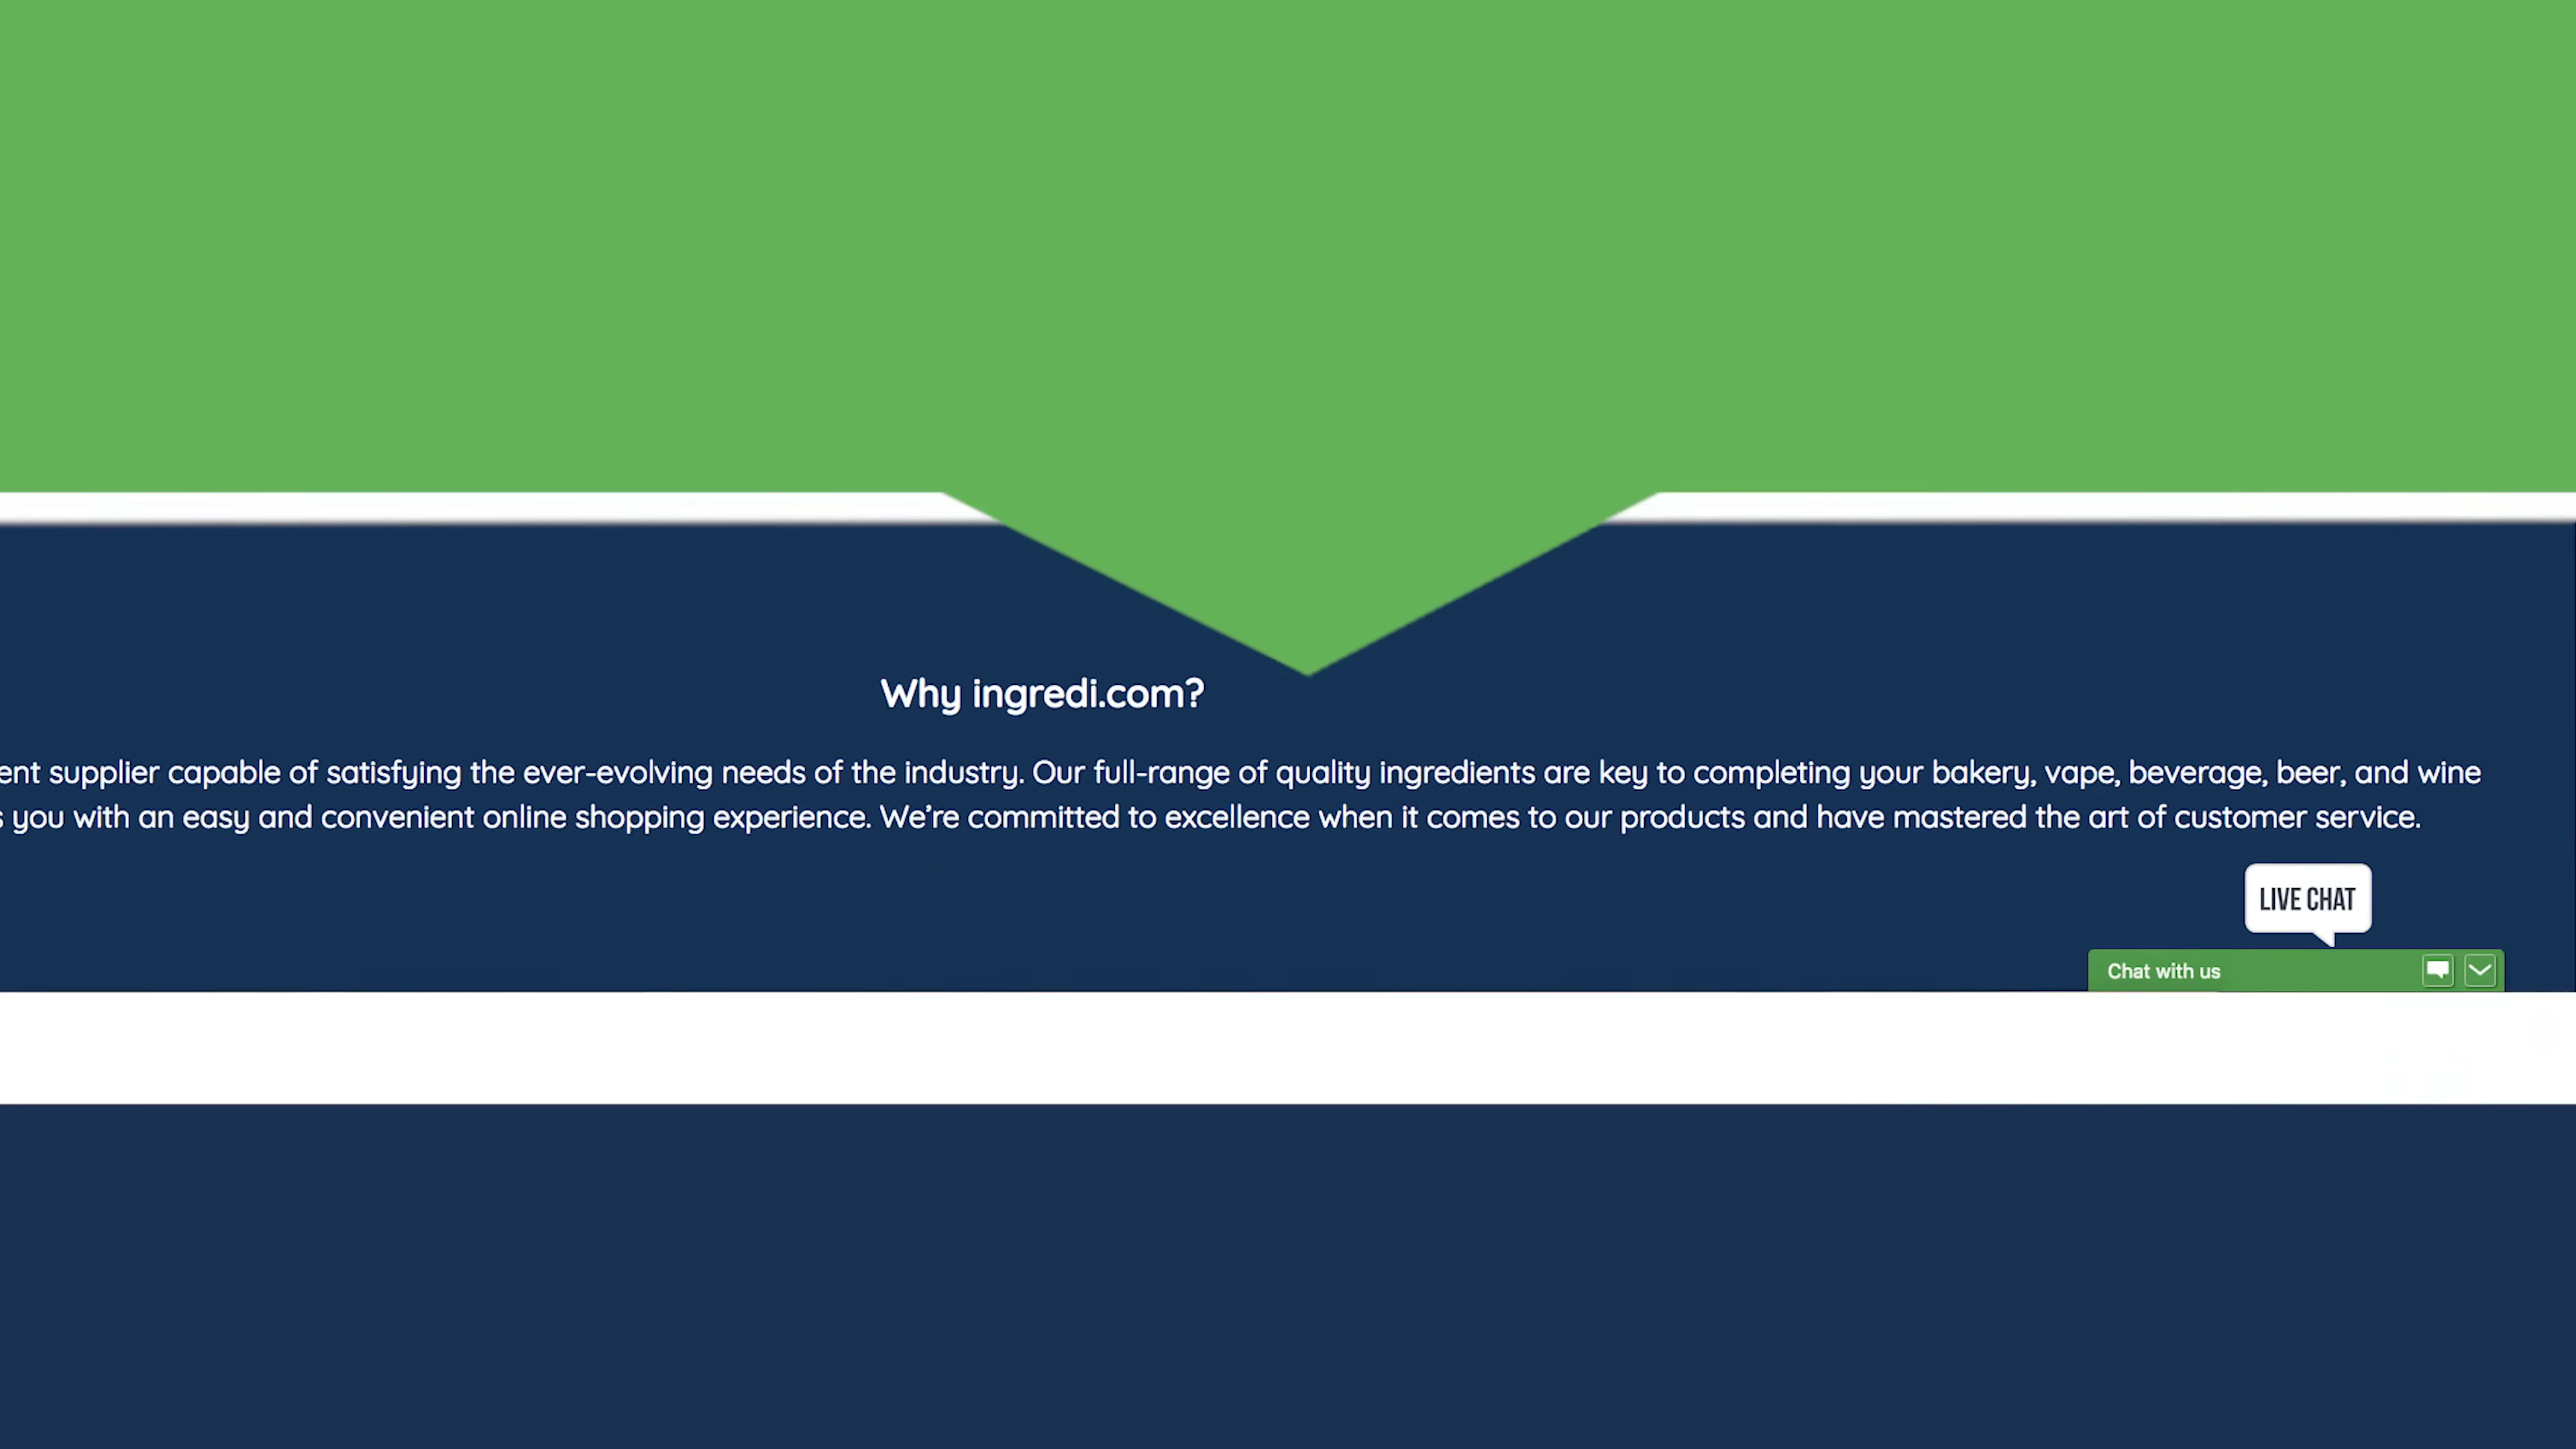 Why ingredi.com?
supplier capable of satisfying the ever-evolving needs of the industry. Our full-range of quality ingredients are key to completing your bakery, vape, beverage, beer, and wine
you with an easy and convenient online shopping experience. We're committed to excellence when it comes to our products and have mastered the art of customer service.
LIVE CHAT
Chat with us